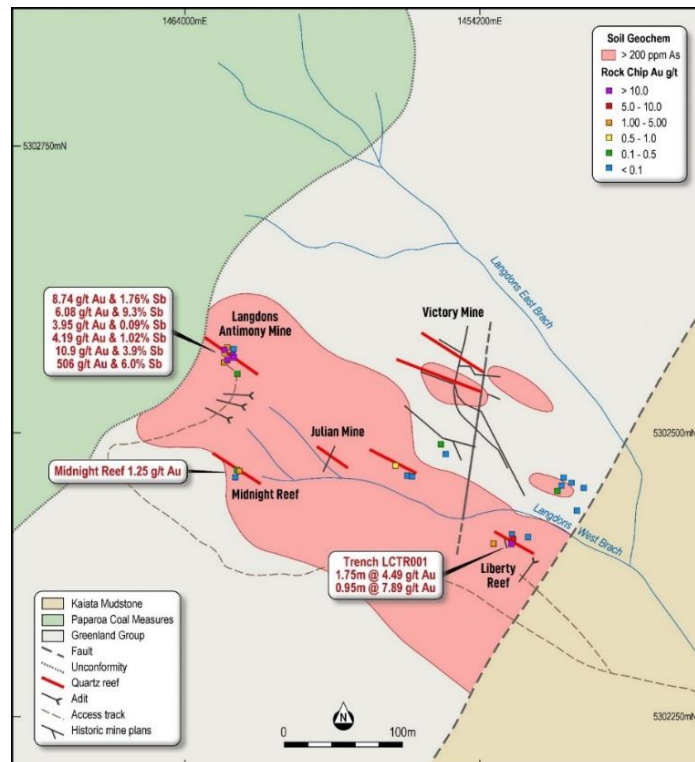 1464000mE
1454200mE
Soil Geochem
> 200 ppm As
Rock Chip Au g/t
> 10.0
5.0 - 10.0
1.00 - 5.00
0.5 - 1.0
0.1 - 0.5
< 0.1
5302750mN
Langdons East Brach
8.74 g/t Au & 1.76% Sb
6.08 g/t Au & 9.3% Sb
3.95 g/t Au & 0.09% Sb
4.19 g/t Au & 1.02% Sb
10.9 g/t Au & 3.9% Sb
506 g/t Au & 6.0% Sb
Langdons
Antimony Mine
Victory Mine
Julian Mine
5302500mN
Midnight Reef 1.25 g/t Au
Midnight Reef
Langdons West Brach
Trench LCTR001
1.75m @ 4.49 g/t Au
0.95m @ 7.89 g/t Au
Liberty
Reef
Kaiata Mudstone
Paparoa Coal Measures
Greenland Group
Fault
Unconformity
Quartz reef
Adit
Access track
Historic mine plans
N
0
100m
5302250mN